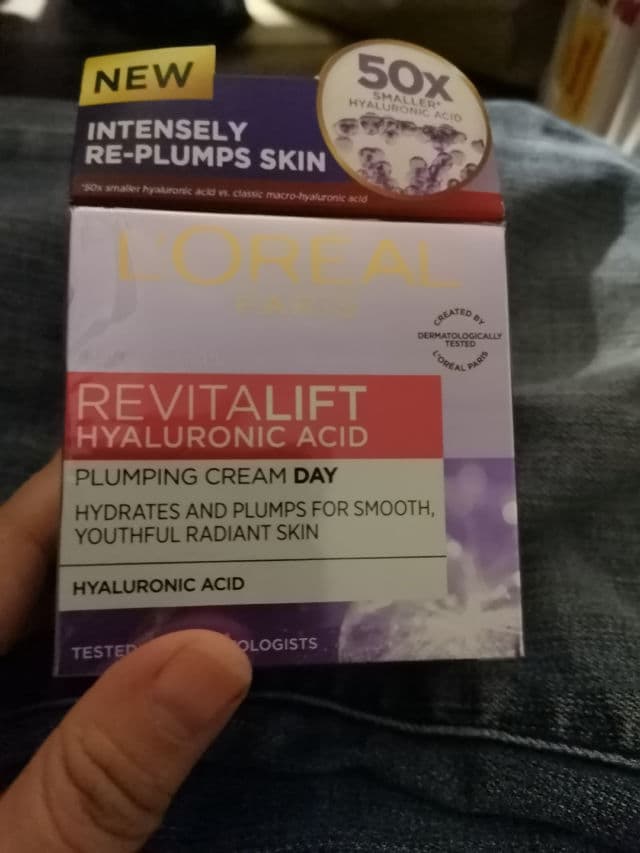 NEW
50X
SMALLER*
HYALURONIC ACID
INTENSELY
RE-PLUMPS SKIN
*50x smaller hyaluronic acid vs. classic macro-hyaluronic acid
L'ORÉAL
PARIS
CREATED BY
DERMATOLOGICALLY
TESTED
L'ORÉAL PARIS
REVITALIFT
HYALURONIC ACID
PLUMPING CREAM DAY
HYDRATES AND PLUMPS FOR SMOOTH,
YOUTHFUL RADIANT SKIN
HYALURONIC ACID
TESTED OLOGISTS